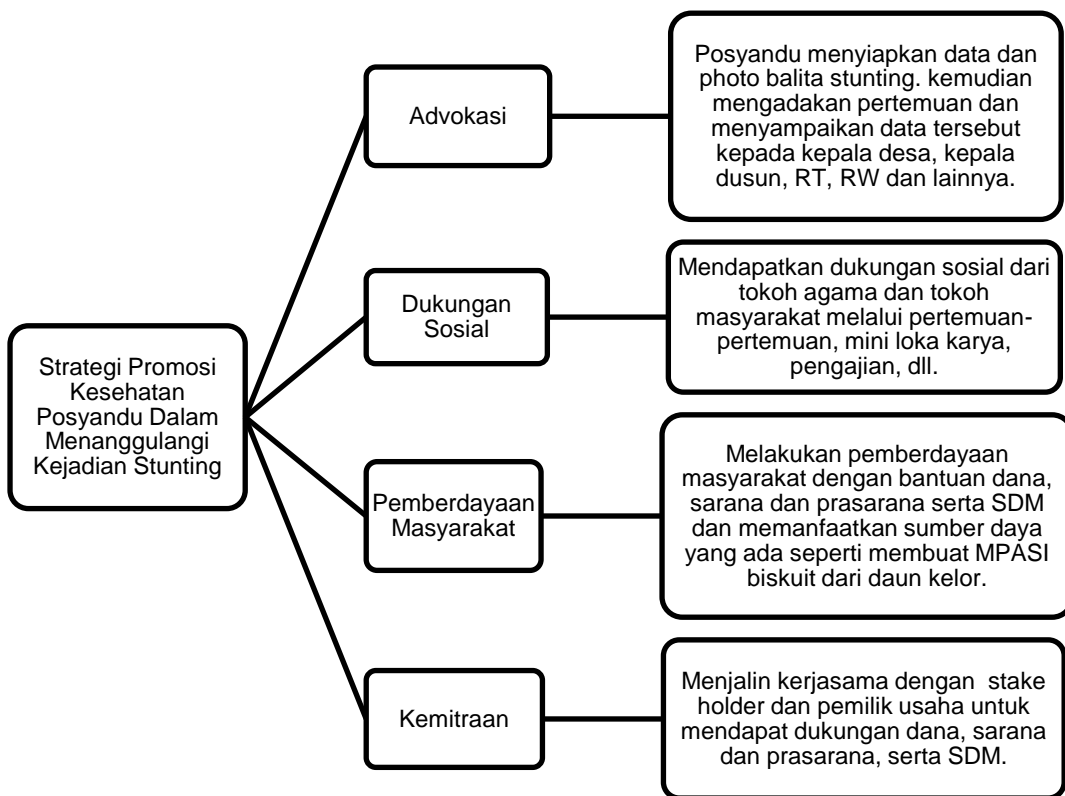 Strategi Promosi
Kesehatan
Posyandu Dalam
Menanggulangi
Kejadian Stunting
Advokasi
Posyandu menyiapkan data dan
photo balita stunting. kemudian
mengadakan pertemuan dan
menyampaikan data tersebut
kepada kepala desa, kepala
dusun, RT, RW dan lainnya.
Dukungan
Sosial
Mendapatkan dukungan sosial dari
tokoh agama dan tokoh
masyarakat melalui pertemuan-
pertemuan, mini loka karya,
pengajian, dll.
Pemberdayaan
Masyarakat
Melakukan pemberdayaan
masyarakat dengan bantuan dana,
sarana dan prasarana serta SDM
dan memanfaatkan sumber daya
yang ada seperti membuat MPASI
biskuit dari daun kelor.
Kemitraan
Menjalin kerjasama dengan  stake
holder dan pemilik usaha untuk
mendapat dukungan dana, sarana
dan prasarana, serta SDM.